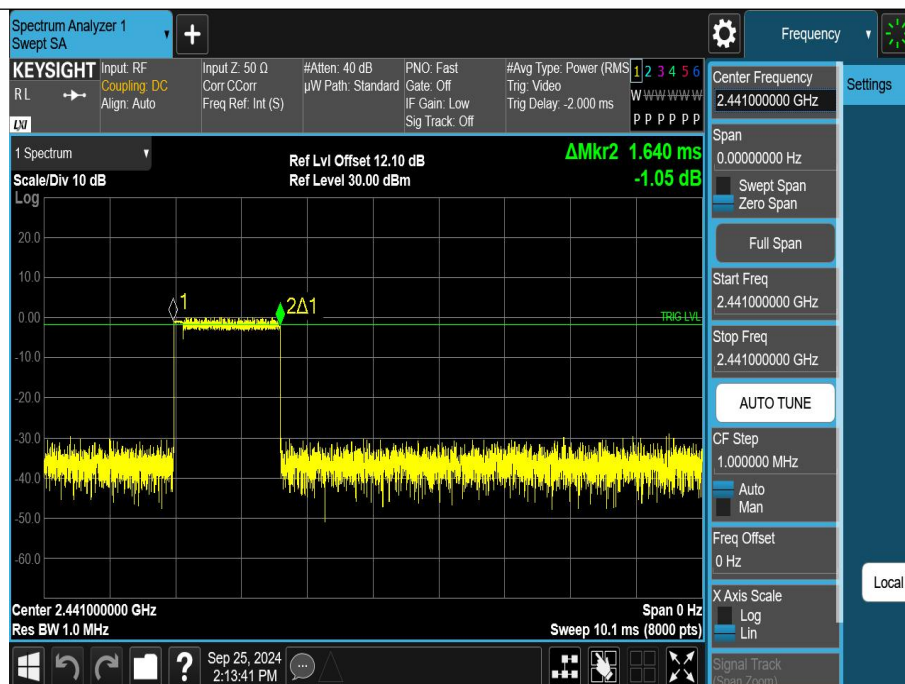 Spectrum Analyzer 1
Swept SA
Frequency
KEYSIGHT
RL
LXI
Input: RF
Coupling: DC
Align: Auto
Input Z: 50 Ω
Corr CCorr
Freq Ref: Int (S)
#Atten: 40 dB
µW Path: Standard
PNO: Fast
Gate: Off
IF Gain: Low
Sig Track: Off
#Avg Type: Power (RMS
Trig: Video
Trig Delay: -2.000 ms
1 2 3 4 5 6
W W W W W W
P P P P P P
1 Spectrum
Scale/Div 10 dB
Log
Ref Lvl Offset 12.10 dB
Ref Level 30.00 dBm
ΔMkr2 1.640 ms
-1.05 dB
20.0
10.0
0.00
-10.0
-20.0
-30.0
-40.0
-50.0
-60.0
1
2Δ1
TRIG LVL
Center 2.441000000 GHz
Res BW 1.0 MHz
Span 0 Hz
Sweep 10.1 ms (8000 pts)
Sep 25, 2024
2:13:41 PM
Center Frequency
2.441000000 GHz
Span
0.00000000 Hz
Swept Span
Zero Span
Full Span
Start Freq
2.441000000 GHz
Stop Freq
2.441000000 GHz
AUTO TUNE
CF Step
1.000000 MHz
Auto
Man
Freq Offset
0 Hz
X Axis Scale
Log
Lin
Signal Track
(Span Zoom)
Settings
Local